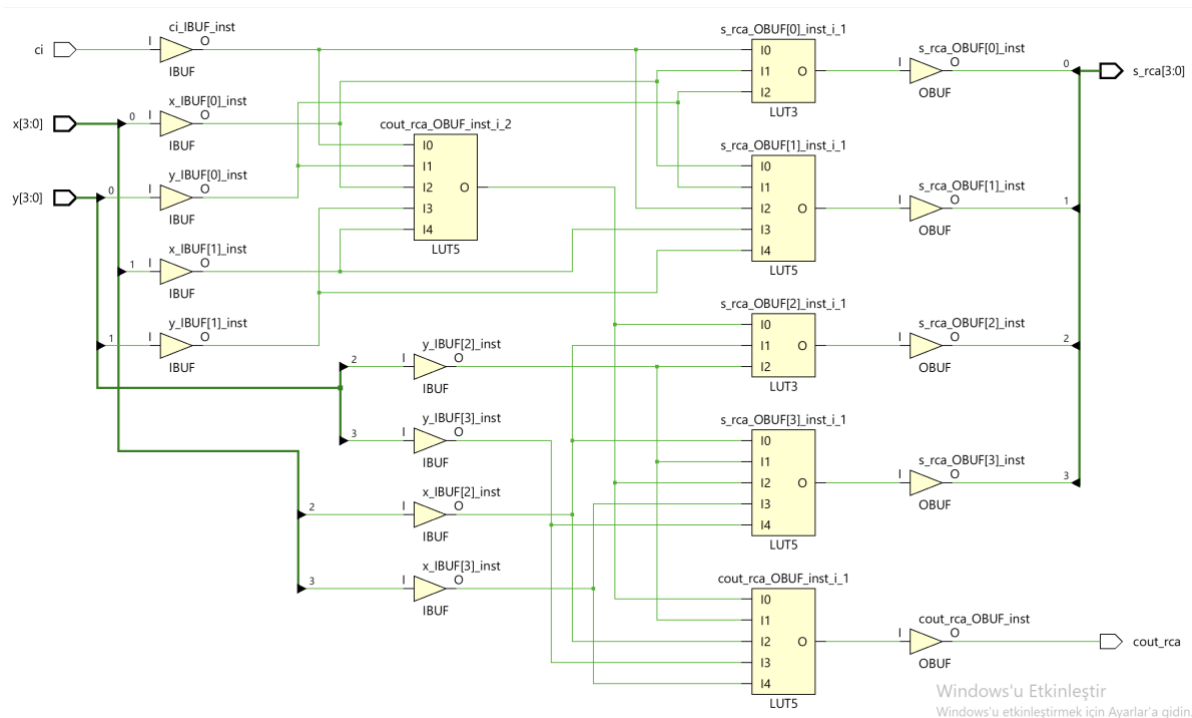 ci
ci_IBUF_inst
I
O
IBUF
x[3:0]
0
x_IBUF[0]_inst
I
O
IBUF
y[3:0]
0
y_IBUF[0]_inst
I
O
IBUF
1
x_IBUF[1]_inst
I
O
IBUF
1
y_IBUF[1]_inst
I
O
IBUF
cout_rca_OBUF_inst_i_2
I0
I1
I2
O
I3
I4
LUT5
2
y_IBUF[2]_inst
I
O
IBUF
3
y_IBUF[3]_inst
I
O
IBUF
2
x_IBUF[2]_inst
I
O
IBUF
3
x_IBUF[3]_inst
I
O
IBUF
s_rca_OBUF[0]_inst_i_1
I0
I1
O
I2
LUT3
s_rca_OBUF[1]_inst_i_1
I0
I1
I2
O
I3
I4
LUT5
s_rca_OBUF[2]_inst_i_1
I0
I1
O
I2
LUT3
s_rca_OBUF[3]_inst_i_1
I0
I1
I2
O
I3
I4
LUT5
cout_rca_OBUF_inst_i_1
I0
I1
I2
O
I3
I4
LUT5
s_rca_OBUF[0]_inst
I
O
OBUF
0
s_rca[3:0]
s_rca_OBUF[1]_inst
I
O
OBUF
1
s_rca_OBUF[2]_inst
I
O
OBUF
2
s_rca_OBUF[3]_inst
I
O
OBUF
3
cout_rca_OBUF_inst
I
O
OBUF
cout_rca
Windows'u Etkinleştir
Windows'u etkinleştirmek için Ayarlar'a gidin.